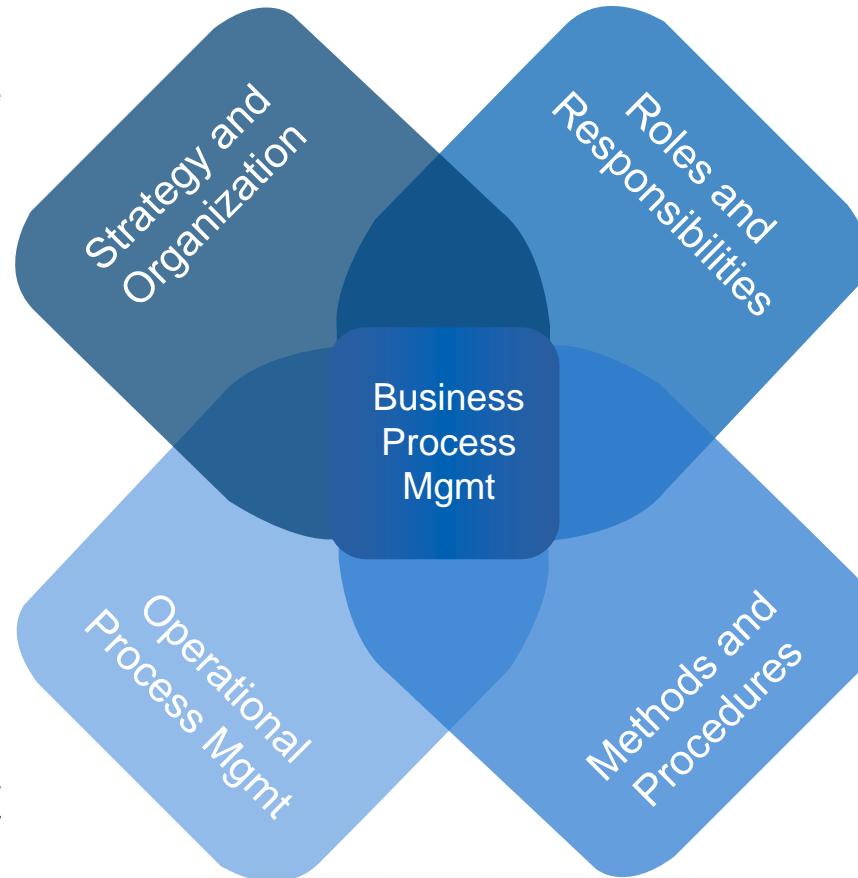 Strategy and
Organization
Roles and
Responsibilities
Business
Process
Mgmt
Operational
Process Mgmt
Methods and
Procedures